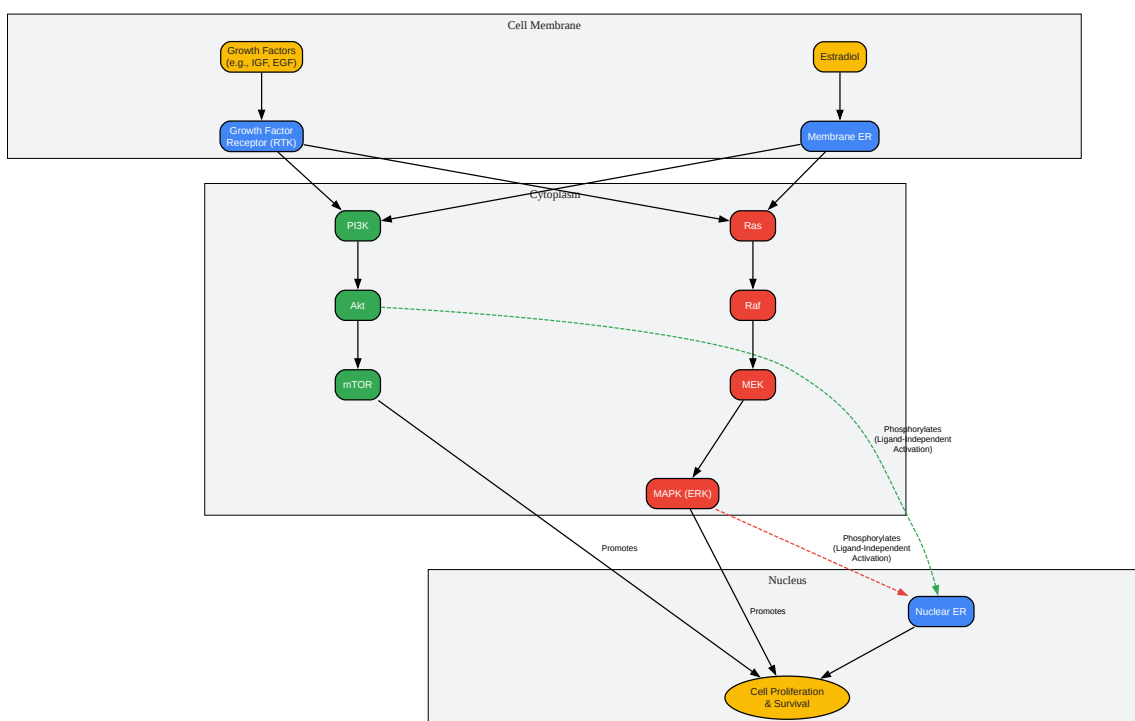 Cell Membrane
Growth Factors
(e.g., IGF, EGF)
Estradiol
Growth Factor
Receptor (RTK)
Membrane ER
Cytoplasm
PI3K
Ras
Akt
Raf
mTOR
MEK
Phosphorylates
(Ligand-Independent
Activation)
MAPK (ERK)
Promotes
Phosphorylates
(Ligand-Independent
Activation)
Nucleus
Promotes
Nuclear ER
Cell Proliferation
& Survival